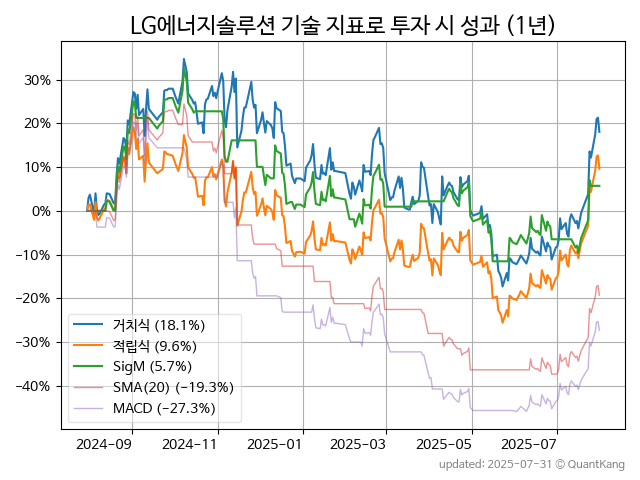 LG에너지솔루션 기술 지표로 투자 시 성과 (1년)
30%
20%
10%
0%
−10%
−20%
−30%
−40%
거치식 (18.1%)
적립식 (9.6%)
SigM (5.7%)
SMA(20) (−19.3%)
MACD (−27.3%)
2024-09 2024-11 2025-01 2025-03 2025-05 2025-07
updated: 2025-07-31 © QuantKang